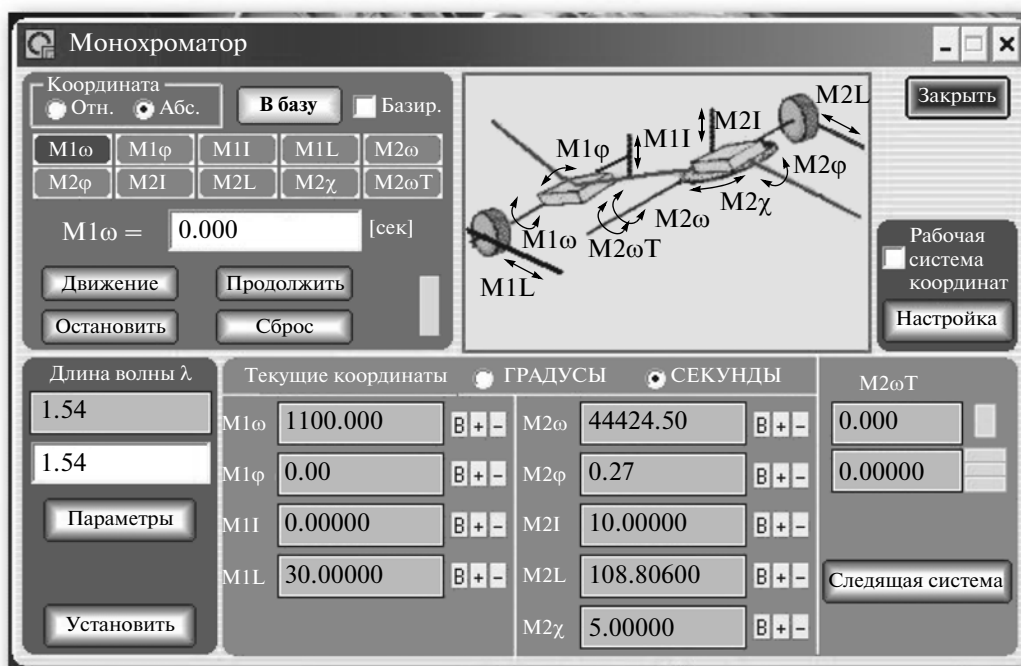 Монохроматор
Координата
Отн. Абс.
В базу
Базир.
M1ω M1φ M1I M1L M2ω
M2φ M2I M2L M2χ M2ωT
M1ω = 0.000 [сек]
Движение Продолжить
Остановить Сброс
M1φ
M1I
M2I
M2L
M2φ
M2χ
M2ω
M2ωT
M1ω
M1L
Закрыть
Рабочая
система
координат
Настройка
Длина волны λ
1.54
1.54
Параметры
Установить
Текущие координаты ГРАДУСЫ СЕКУНДЫ
M1ω 1100.000 B + − M2ω 44424.50 B + −
M1φ 0.00 B + − M2φ 0.27 B + −
M1I 0.00000 B + − M2I 10.00000 B + −
M1L 30.00000 B + − M2L 108.80600 B + −
M2χ 5.00000 B + −
M2ωT
0.000
0.00000
Следящая система